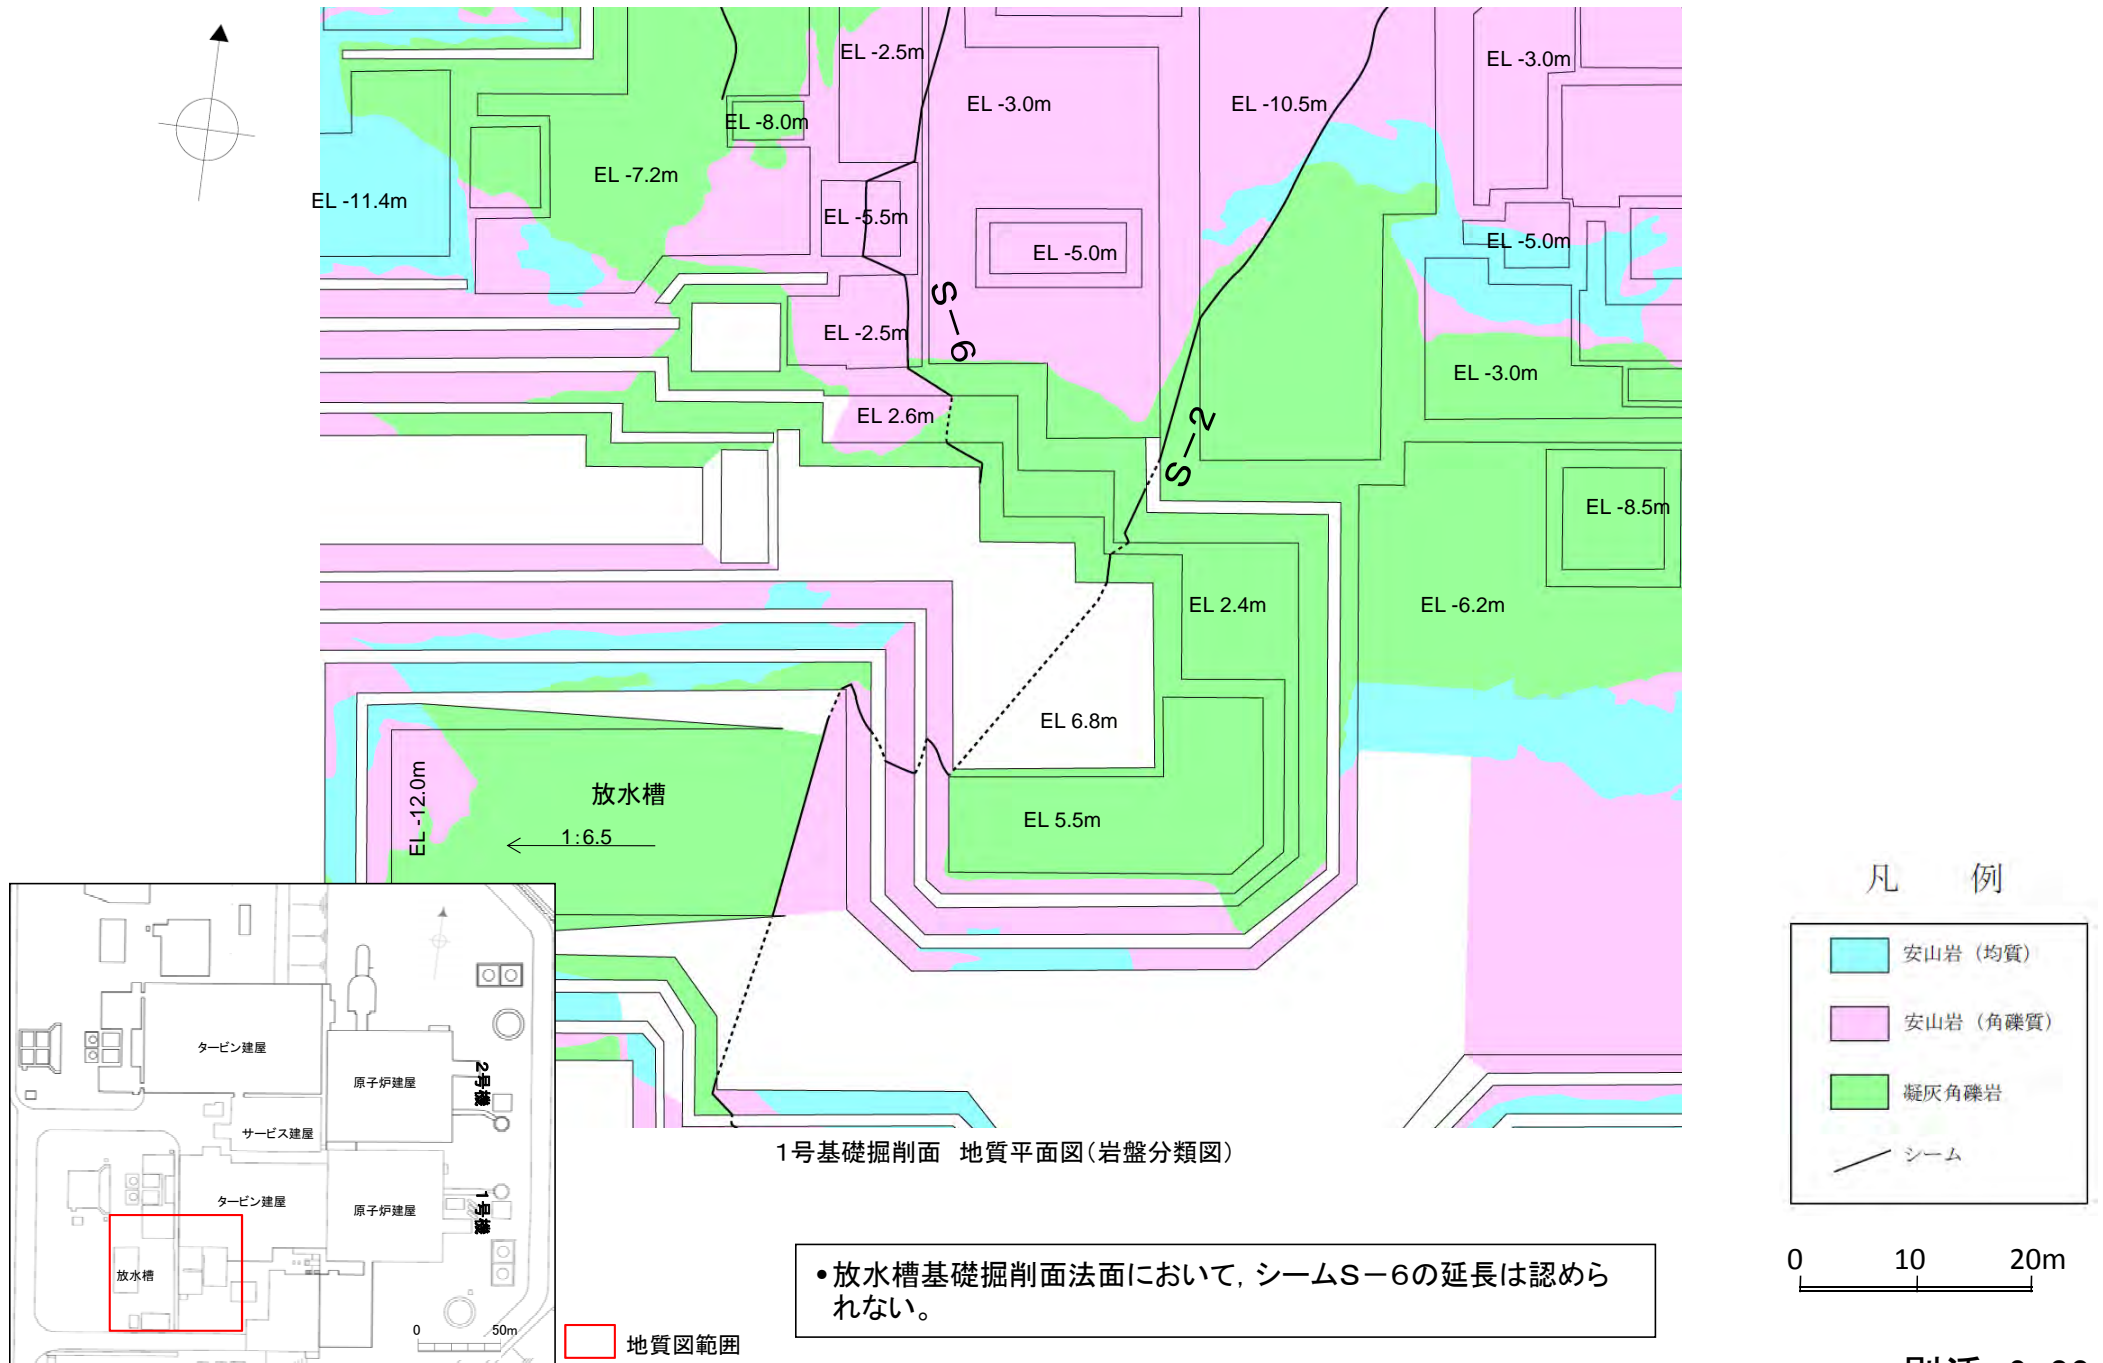 EL -2.5m
EL -3.0m
EL -3.0m
EL -10.5m
EL -8.0m
EL -7.2m
EL -11.4m
EL -5.5m
EL -5.0m
EL -5.0m
S－6
EL -2.5m
EL -3.0m
EL 2.6m
S－2
EL -8.5m
EL 2.4m
EL -6.2m
EL 6.8m
EL -12.0m
放水槽
1：6.5
EL 5.5m
凡　例
安山岩（均質）
安山岩（角礫質）
凝灰角礫岩
シーム
0 10 20m
1号基礎掘削面　地質平面図（岩盤分類図）
タービン建屋
原子炉建屋
2号機
サービス建屋
タービン建屋
原子炉建屋
1号機
放水槽
0 50m
地質図範囲
•放水槽基礎掘削面法面において，シームS－6の延長は認めら
れない。